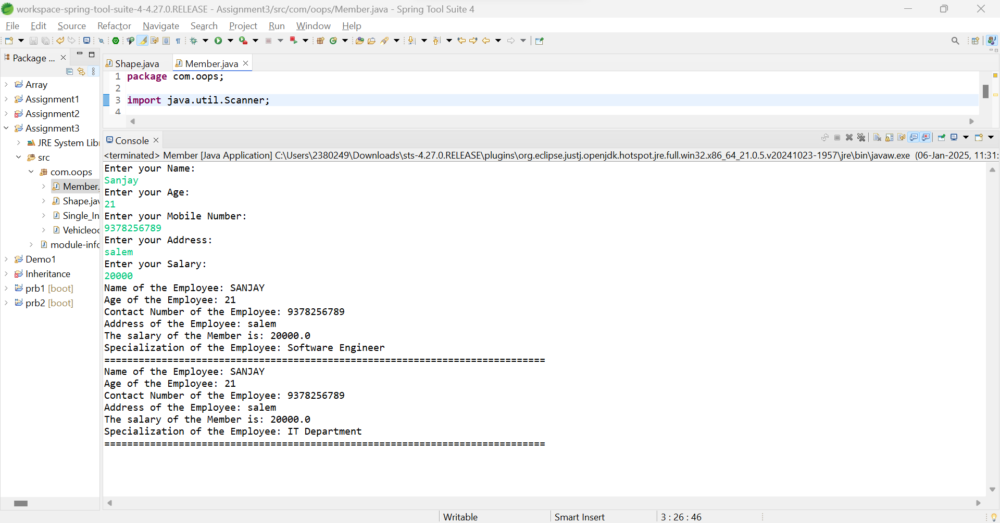 workspace-spring-tool-suite-4-4.27.0.RELEASE - Assignment3/src/com/oops/Member.java - Spring Tool Suite 4
File Edit Source Refactor Navigate Search Project Run Window Help
Package ...
Array
Assignment1
Assignment2
Assignment3
JRE System Libr
src
com.oops
Member.
Shape.jav
Single_In
Vehicleoo
module-info
Demo1
Inheritance
prb1 [boot]
prb2 [boot]
Shape.java
Member.java
1 package com.oops;
2
3 import java.util.Scanner;
4
Console
<terminated> Member [Java Application] C:\Users\2380249\Downloads\sts-4.27.0.RELEASE\plugins\org.eclipse.justj.openjdk.hotspot.jre.full.win32.x86_64_21.0.5.v20241023-1957\jre\bin\javaw.exe (06-Jan-2025, 11:31:
Enter your Name:
Sanjay
Enter your Age:
21
Enter your Mobile Number:
9378256789
Enter your Address:
salem
Enter your Salary:
20000
Name of the Employee: SANJAY
Age of the Employee: 21
Contact Number of the Employee: 9378256789
Address of the Employee: salem
The salary of the Member is: 20000.0
Specialization of the Employee: Software Engineer
=============================================================================
Name of the Employee: SANJAY
Age of the Employee: 21
Contact Number of the Employee: 9378256789
Address of the Employee: salem
The salary of the Member is: 20000.0
Specialization of the Employee: IT Department
=============================================================================
Writable
Smart Insert
3 : 26 : 46